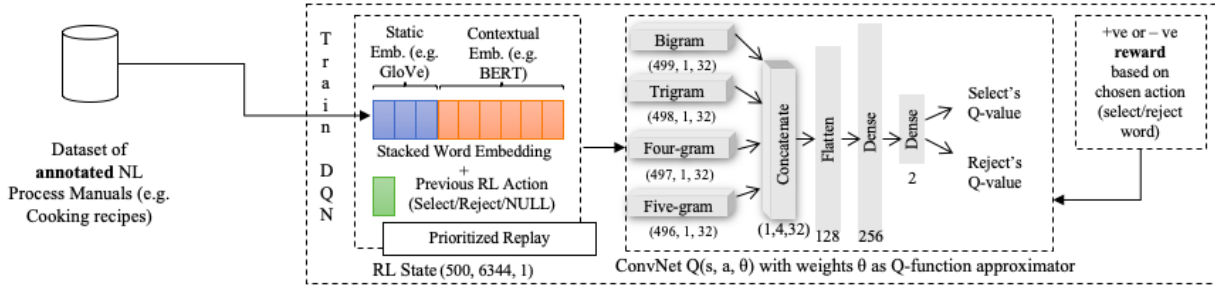 Dataset of
annotated NL
Process Manuals (e.g.
Cooking recipes)
Train DQN
Static
Emb. (e.g.
GloVe)
Contextual
Emb. (e.g.
BERT)
Stacked Word Embedding
+
Previous RL Action
(Select/Reject/NULL)
Prioritized Replay
RL State (500, 6344, 1)
Bigram
(499, 1, 32)
Trigram
(498, 1, 32)
Four-gram
(497, 1, 32)
Five-gram
(496, 1, 32)
Concatenate
(1,4,32)
Flatten
128
Dense
256
Dense
2
Select's
Q-value
Reject's
Q-value
ConvNet Q(s, a, θ) with weights θ as Q-function approximator
+ve or – ve
reward
based on
chosen action
(select/reject
word)